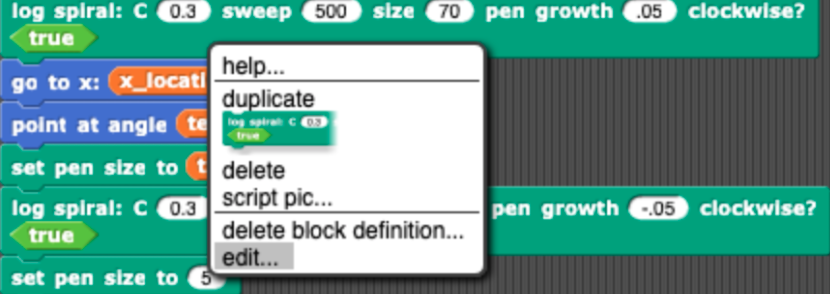 log spiral: C 0.3 sweep 500 size 70 pen growth .05 clockwise?
true
help...
go to x: x_locati
duplicate
log spiral: C 0.3
true
point at angle te
set pen size to t
delete
script pic...
log spiral: C 0.3 pen growth -.05 clockwise?
true
delete block definition...
edit...
set pen size to 5